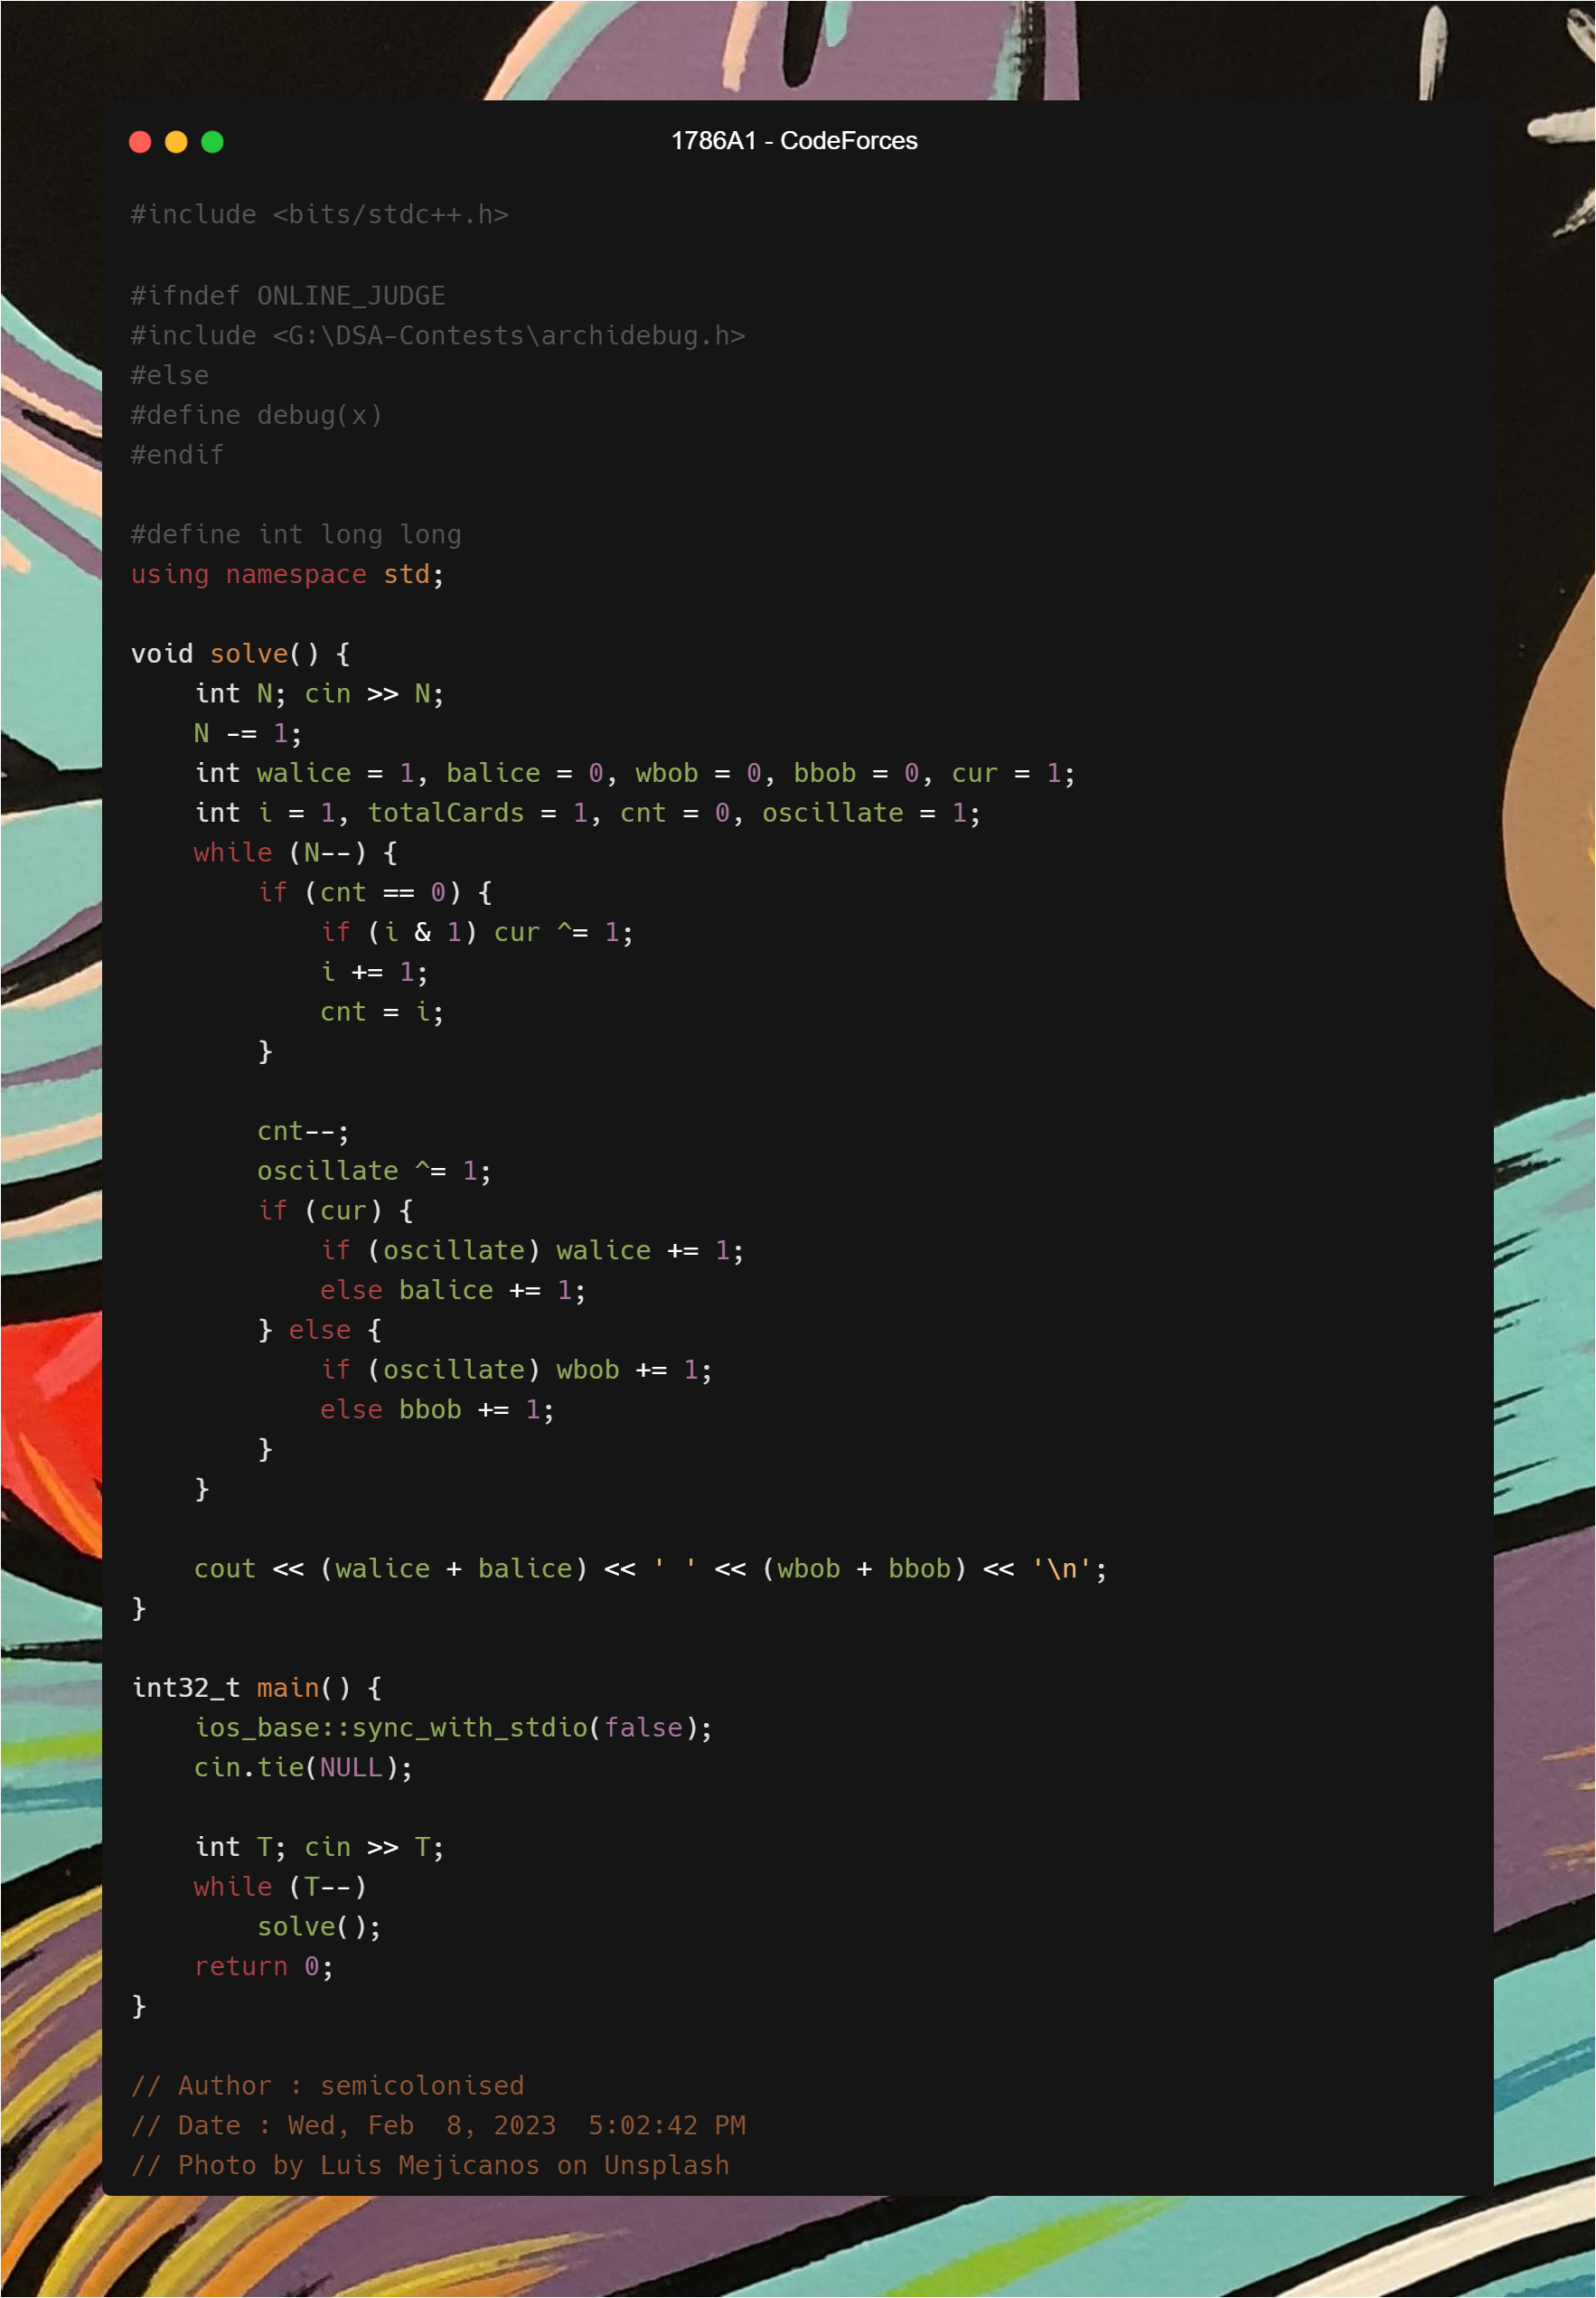 1786A1 - CodeForces
#include <bits/stdc++.h>

#ifndef ONLINE_JUDGE
#include <G:\DSA-Contests\archidebug.h>
#else
#define debug(x)
#endif

#define int long long
using namespace std;

void solve() {
    int N; cin >> N;
    N -= 1;
    int walice = 1, balice = 0, wbob = 0, bbob = 0, cur = 1;
    int i = 1, totalCards = 1, cnt = 0, oscillate = 1;
    while (N--) {
        if (cnt == 0) {
            if (i & 1) cur ^= 1;
            i += 1;
            cnt = i;
        }

        cnt--;
        oscillate ^= 1;
        if (cur) {
            if (oscillate) walice += 1;
            else balice += 1;
        } else {
            if (oscillate) wbob += 1;
            else bbob += 1;
        }
    }

    cout << (walice + balice) << ' ' << (wbob + bbob) << '\n';
}

int32_t main() {
    ios_base::sync_with_stdio(false);
    cin.tie(NULL);

    int T; cin >> T;
    while (T--)
        solve();
    return 0;
}

// Author : semicolonised
// Date : Wed, Feb  8, 2023  5:02:42 PM
// Photo by Luis Mejicanos on Unsplash